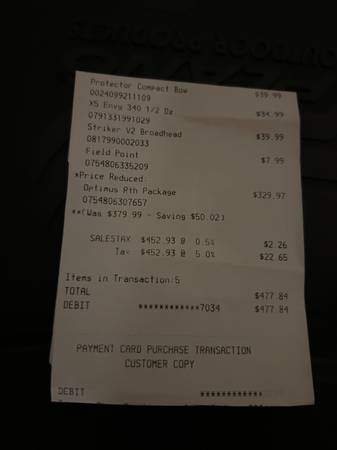 OUTDOOR PRODUCTS
Protector Compact Bow $39.99
0024099211109
X5 Envy 340 1/2 Dz. $34.99
0791331991029
Striker V2 Broadhead $39.99
0817990002033
Field Point $7.99
0754806335209
*Price Reduced:
Optimus Rth Package $329.97
0754806307657
**(Was $379.99 - Saving $50.02)
SALESTAX $452.93 @ 0.5% $2.26
Tax $452.93 @ 5.0% $22.65
Items in Transaction:5
TOTAL $477.84
DEBIT ************7034 $477.84
PAYMENT CARD PURCHASE TRANSACTION
CUSTOMER COPY
DEBIT ************